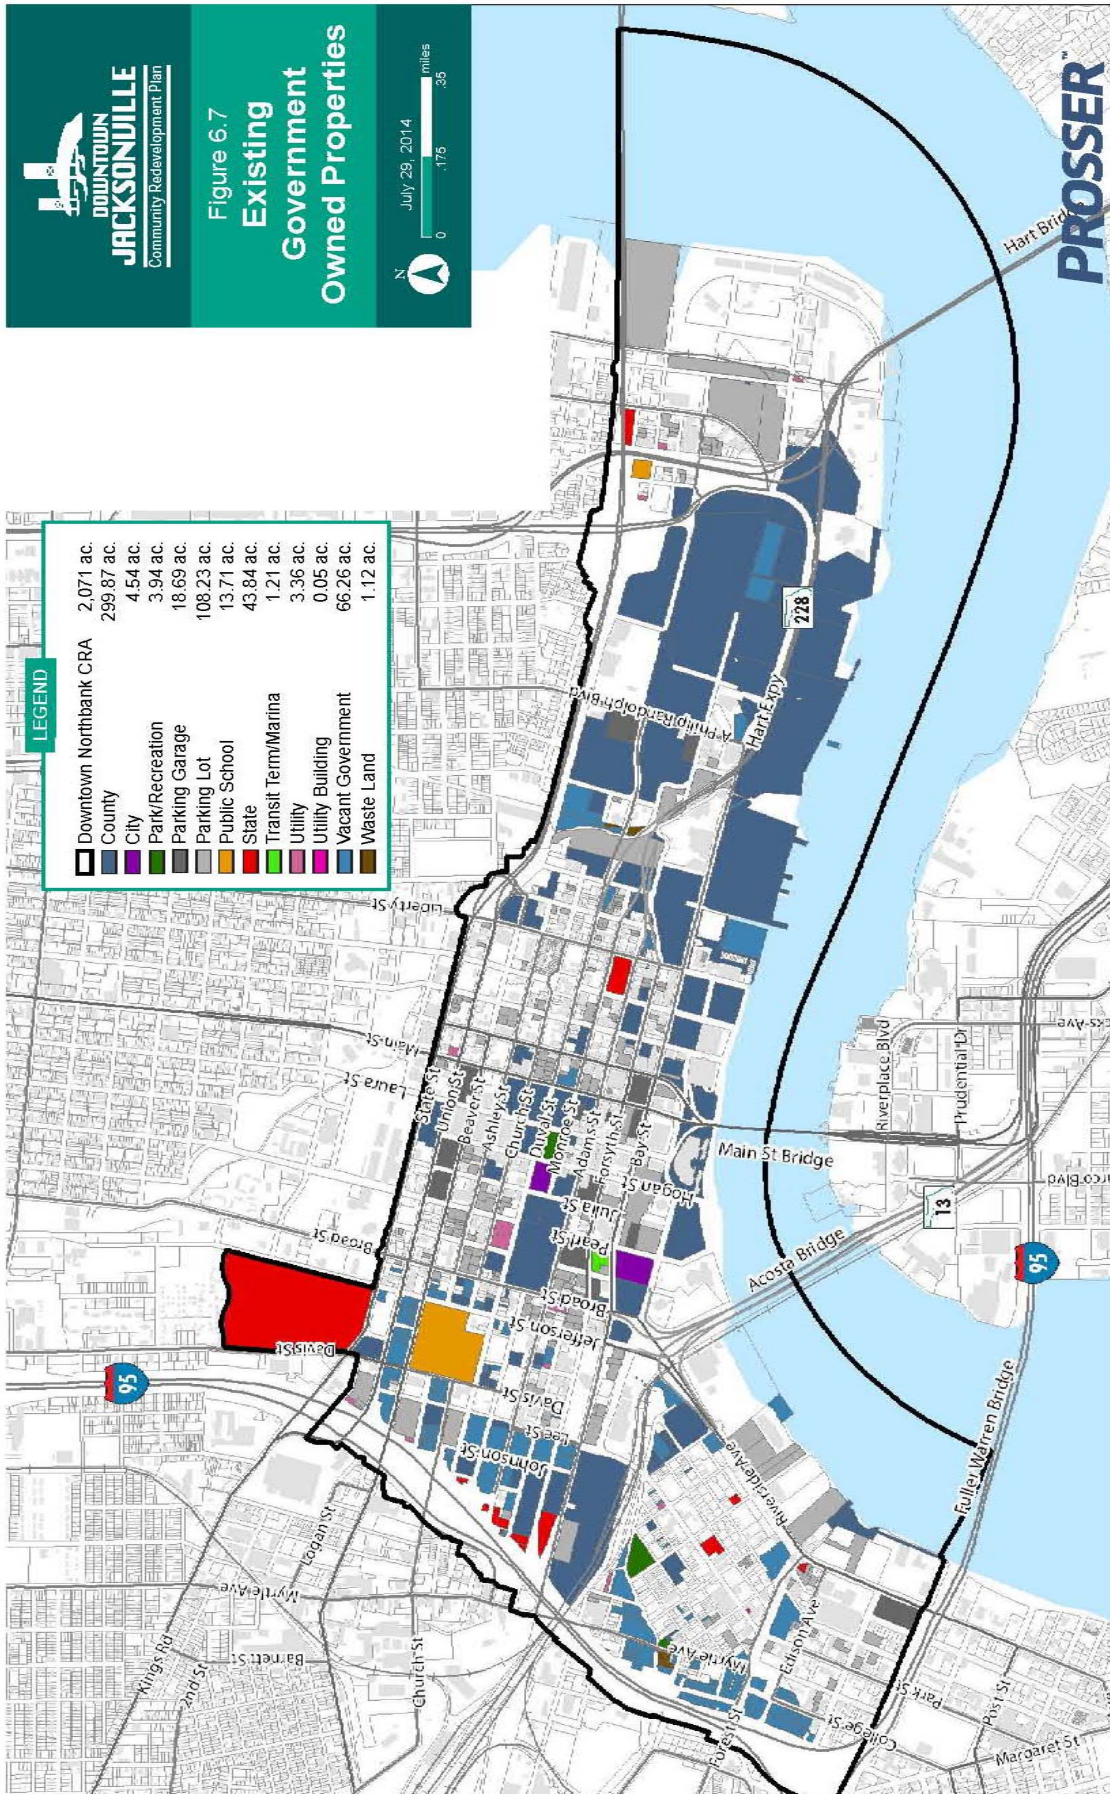 DOWNTOWN
JACKSONVILLE
Community Redevelopment Plan
Figure 6.7
Existing
Government
Owned Properties
July 29, 2014
N
0 .175 .35 miles
LEGEND
Downtown Northbank CRA 2,071 ac.
County 299.87 ac.
City 4.54 ac.
Park/Recreation 3.94 ac.
Parking Garage 18.69 ac.
Parking Lot 108.23 ac.
Public School 13.71 ac.
State 43.84 ac.
Transit Term/Marina 1.21 ac.
Utility 3.36 ac.
Utility Building 0.05 ac.
Vacant Government 66.26 ac.
Waste Land 1.12 ac.
Kings Rd
2nd St
Barnett St
Myrtle Ave
Logan St
Church St
95
Davis St
Broad St
Laura St
Main St
Liberty St
State St
Union St
Beaver St
Ashley St
Church St
Duval St
Monroe St
Adams St
Forsyth St
Bay St
Hogan St
Julia St
Pearl St
Broad St
Jefferson St
Davis St
Lee St
Johnson St
A Philip Randolph Blvd
Hart Expy
228
Hart Bridge
Main St Bridge
Acosta Bridge
Fuller Warren Bridge
Riverside Ave
Edison Ave
Myrtle Ave
Forest St
College St
Park St
Post St
Margaret St
Riverplace Blvd
Prudential Dr
13
95
PROSSER™